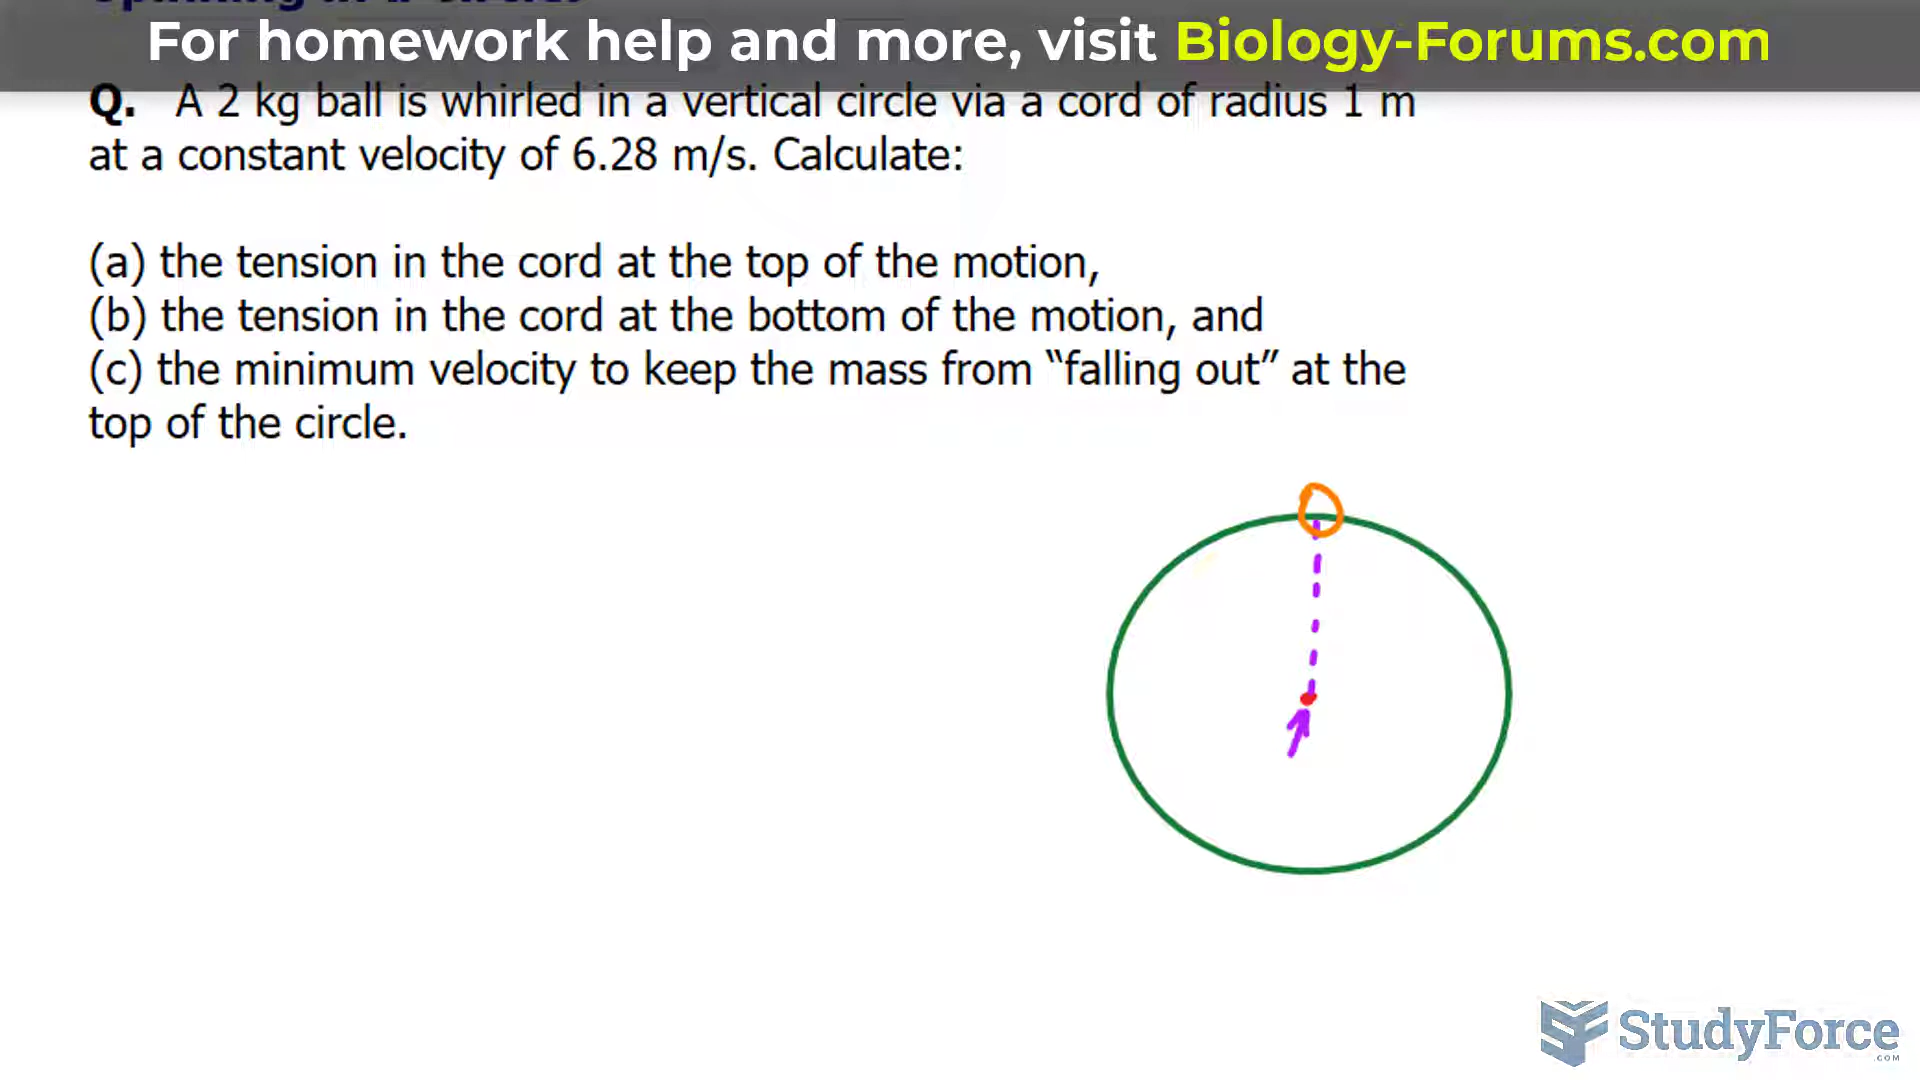 For homework help and more, visit Biology-Forums.com
Q. A 2 kg ball is whirled in a vertical circle via a cord of radius 1 m
at a constant velocity of 6.28 m/s. Calculate:
(a) the tension in the cord at the top of the motion,
(b) the tension in the cord at the bottom of the motion, and
(c) the minimum velocity to keep the mass from “falling out” at the
top of the circle.
StudyForce
.COM